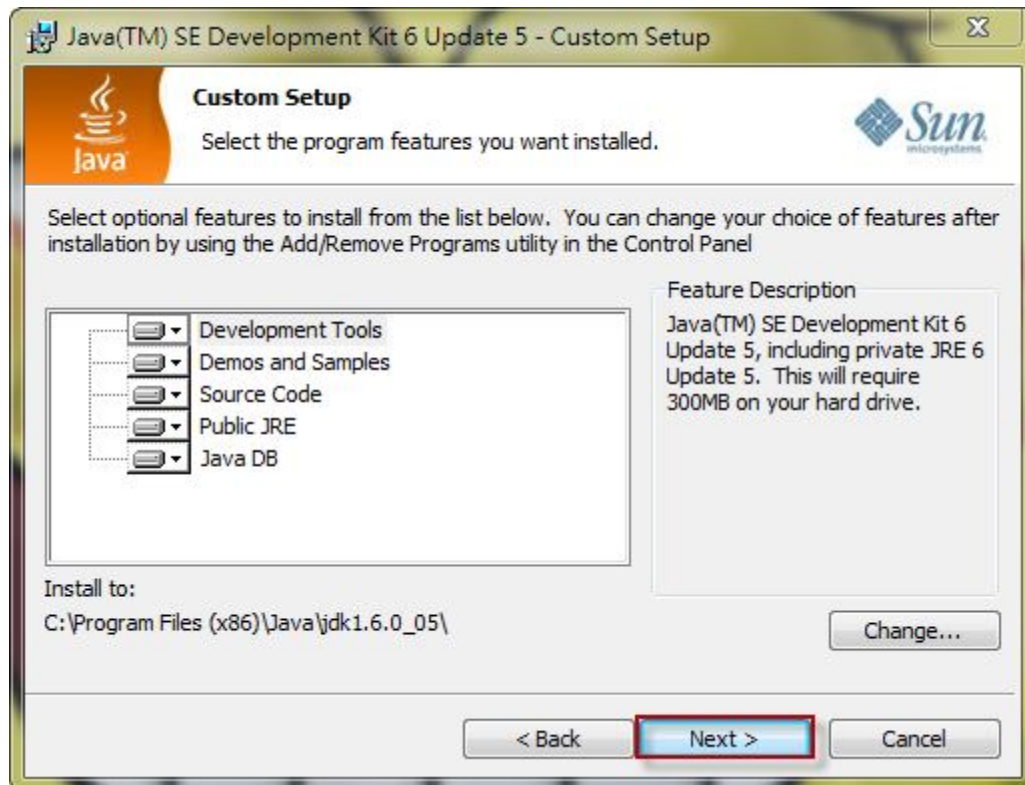 Java(TM) SE Development Kit 6 Update 5 - Custom Setup
Java
Custom Setup
Select the program features you want installed.
Sun
microsystems
Select optional features to install from the list below. You can change your choice of features after
installation by using the Add/Remove Programs utility in the Control Panel
Development Tools
Demos and Samples
Source Code
Public JRE
Java DB
Feature Description
Java(TM) SE Development Kit 6
Update 5, including private JRE 6
Update 5. This will require
300MB on your hard drive.
Install to:
C:\Program Files (x86)\Java\jdk1.6.0_05\
Change...
< Back
Next >
Cancel